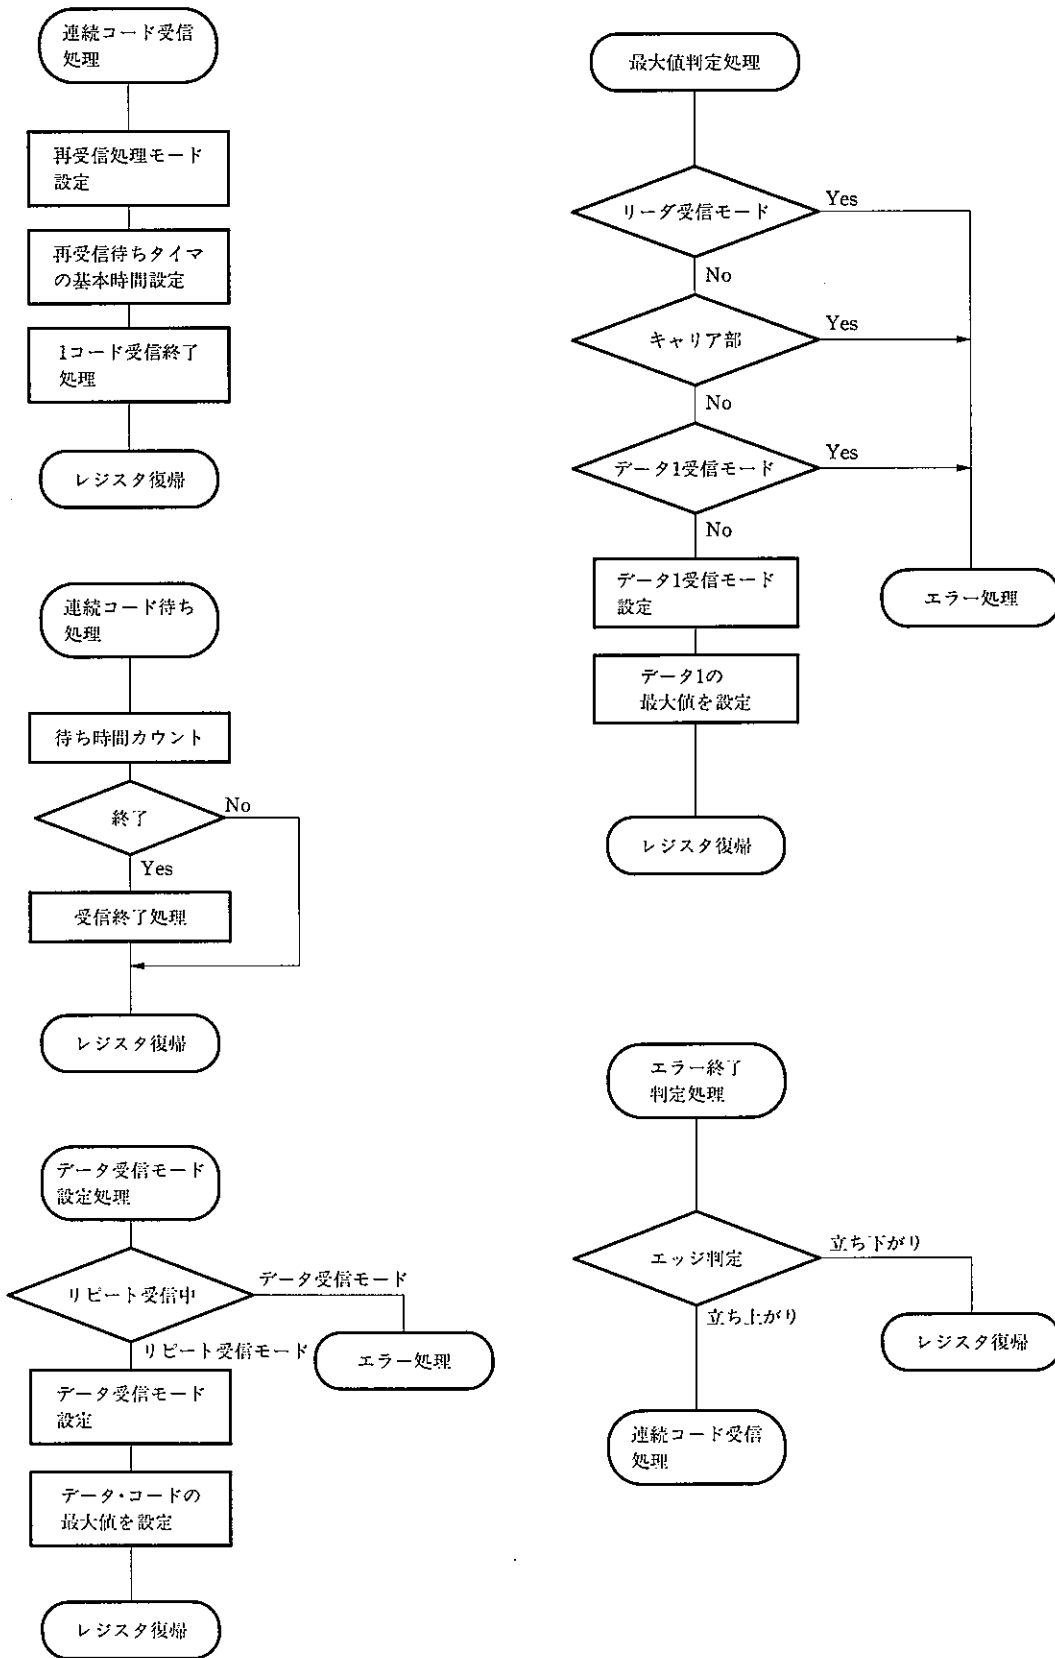 連続コード受信
処理
再受信処理モード
設定
再受信待ちタイマ
の基本時間設定
1コード受信終了
処理
レジスタ復帰
連続コード待ち
処理
待ち時間カウント
終了
No
Yes
受信終了処理
レジスタ復帰
データ受信モード
設定処理
リピート受信中
データ受信モード
リピート受信モード
エラー処理
データ受信モード
設定
データ・コードの
最大値を設定
レジスタ復帰
最大値判定処理
リーダ受信モード
Yes
No
キャリア部
Yes
No
データ1受信モード
Yes
No
データ1受信モード
設定
エラー処理
データ1の
最大値を設定
レジスタ復帰
エラー終了
判定処理
エッジ判定
立ち下がり
立ち上がり
レジスタ復帰
連続コード受信
処理